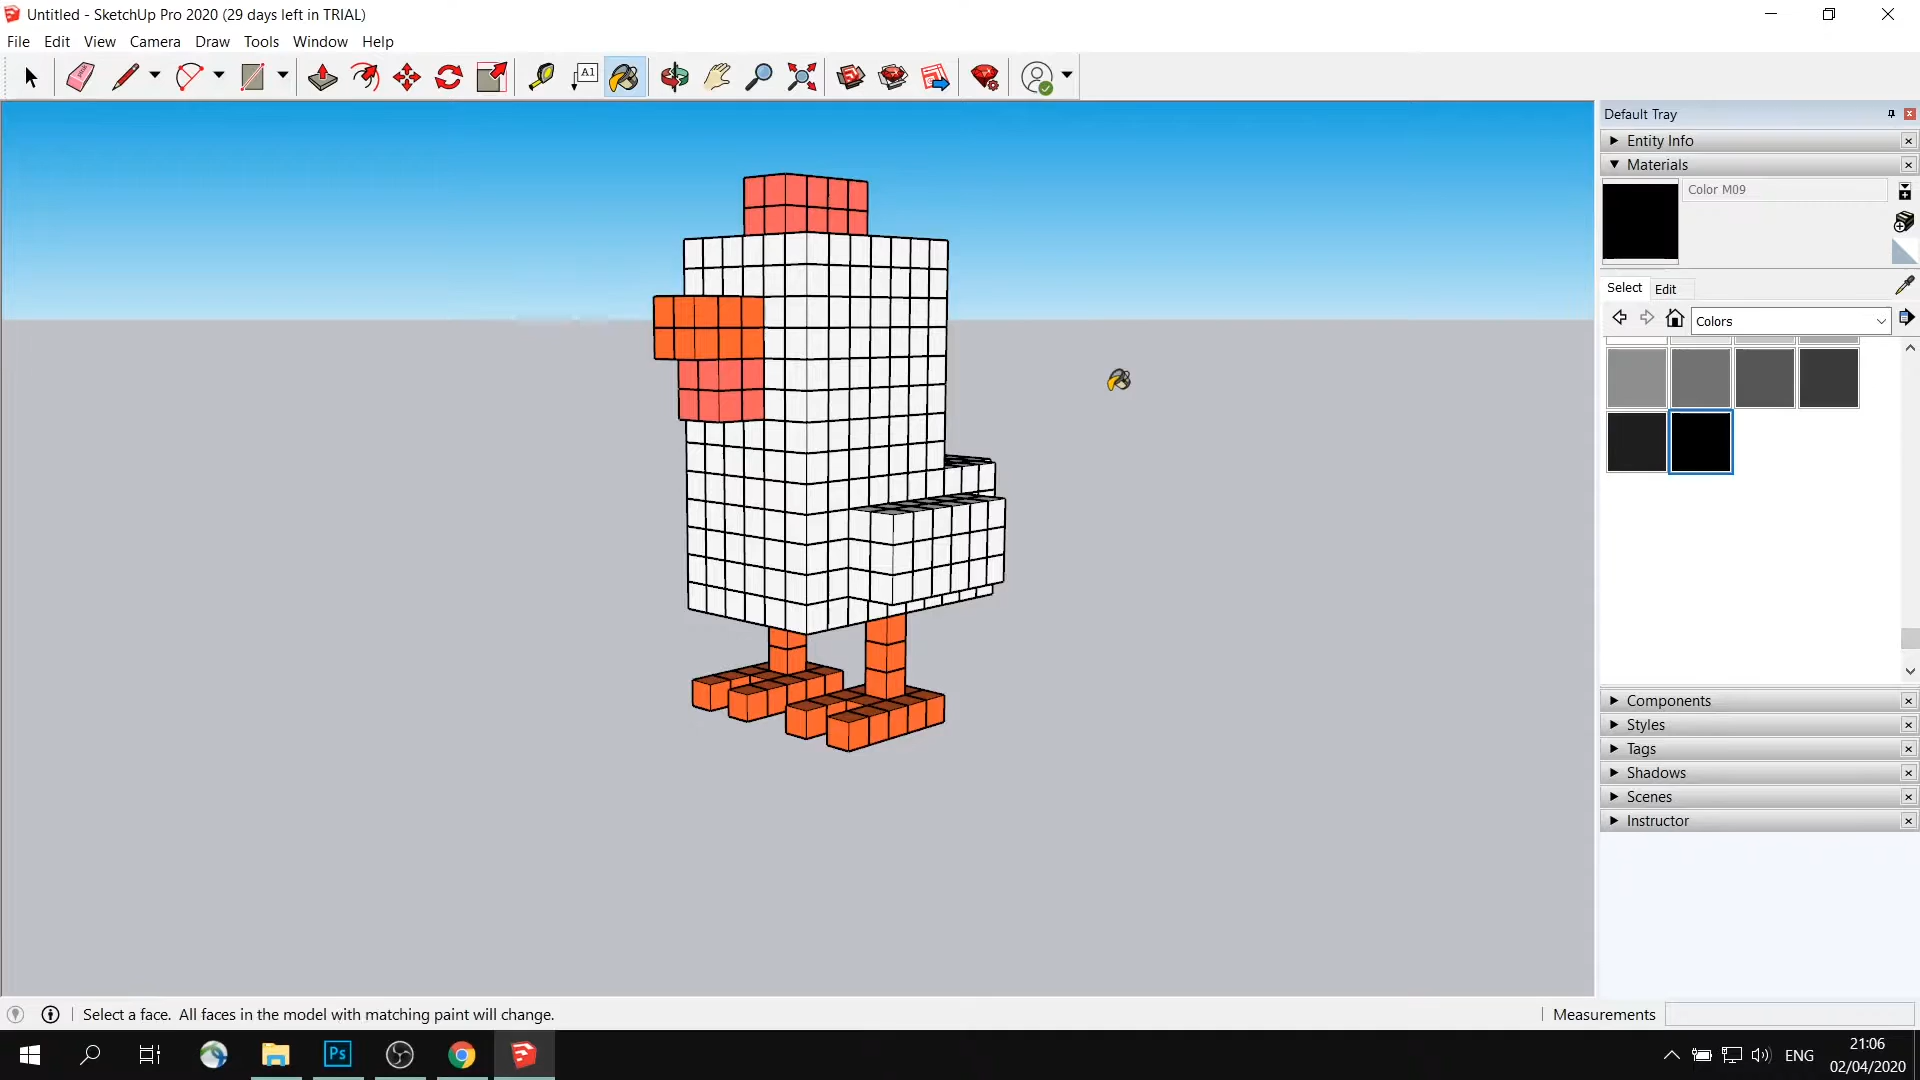 Untitled - SketchUp Pro 2020 (29 days left in TRIAL)
File Edit View Camera Draw Tools Window Help
A1
Default Tray
Entity Info
Materials
Color M09
Select Edit
Colors
Components
Styles
Tags
Shadows
Scenes
Instructor
Select a face. All faces in the model with matching paint will change.
Measurements
Ps
ENG
21:06
02/04/2020